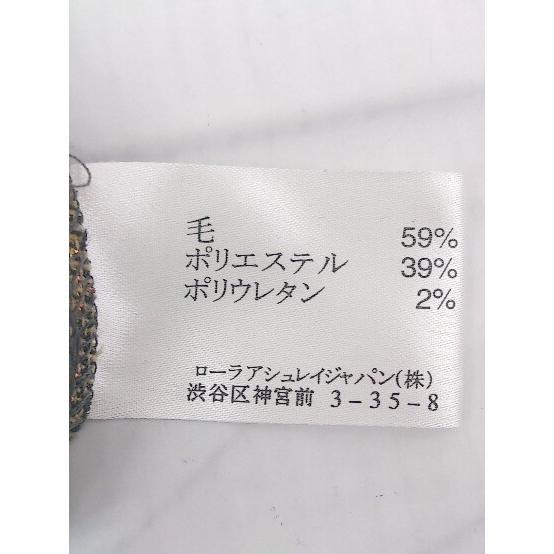 毛 59%
ポリエステル 39%
ポリウレタン 2%
ローラアシュレイジャパン(株)
渋谷区神宮前 3-35-8